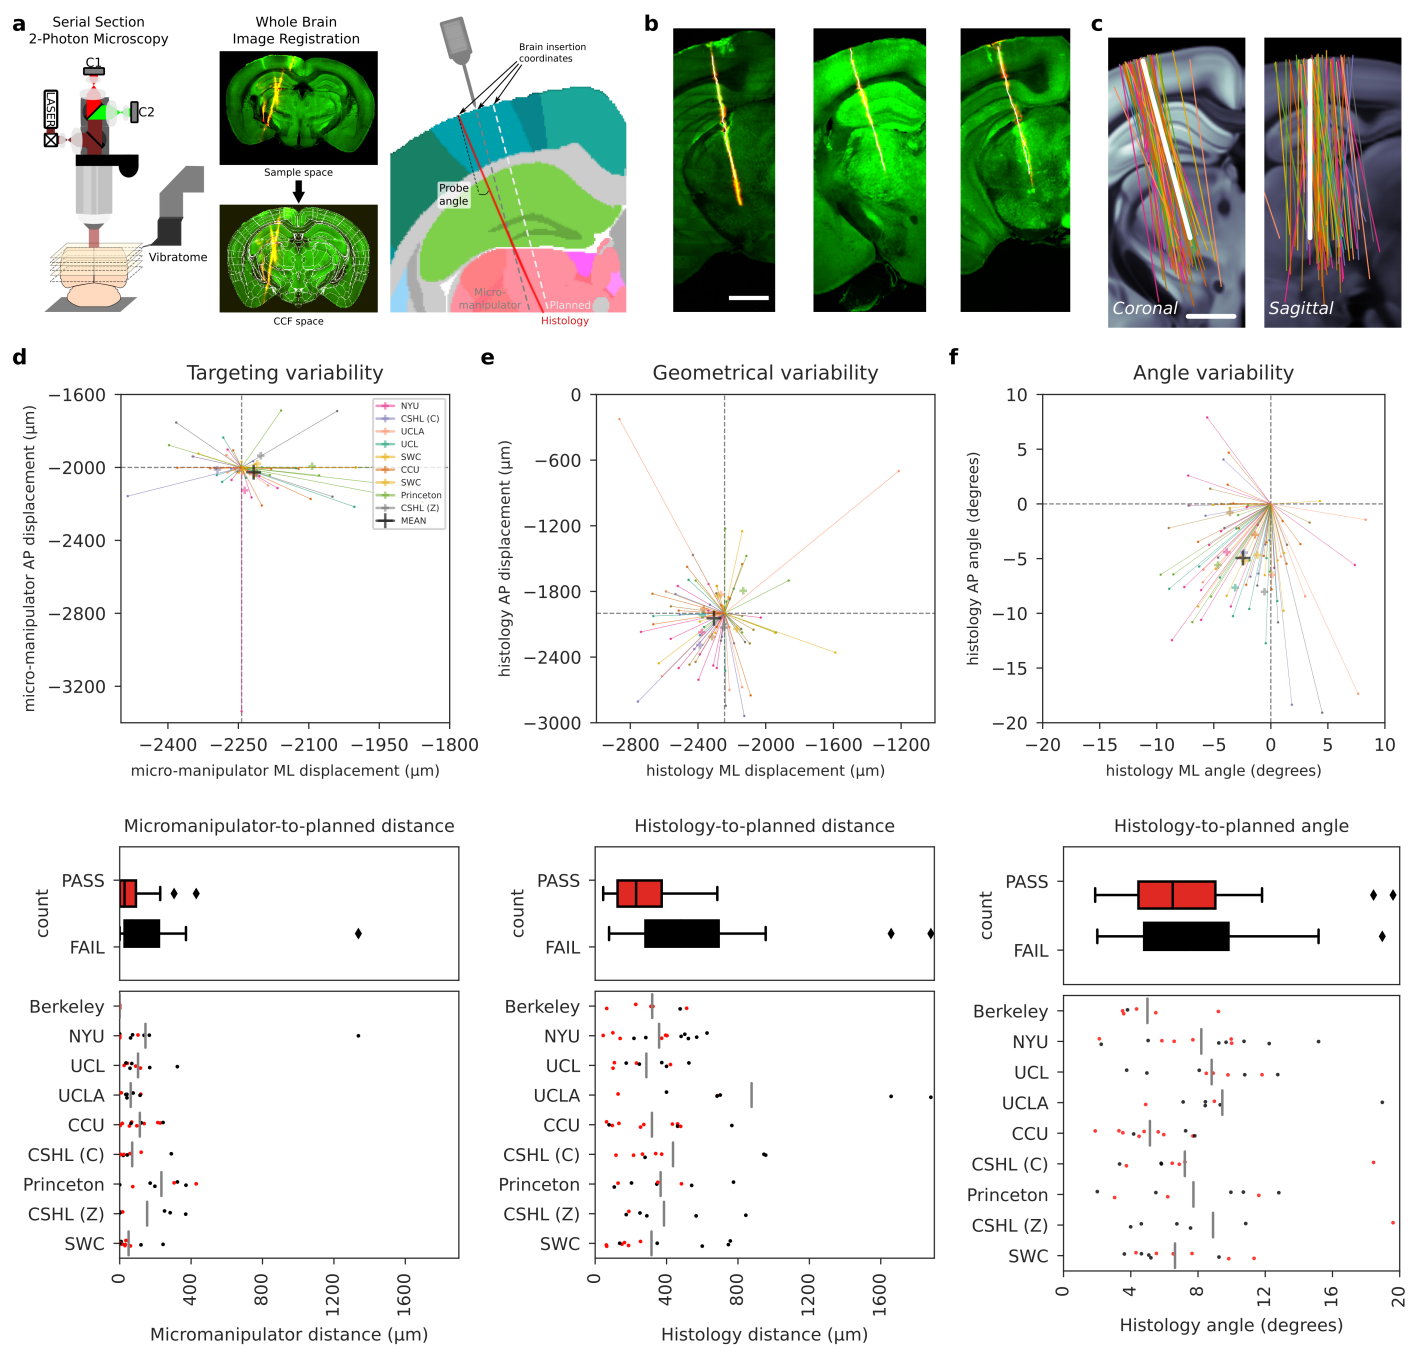 a
Serial Section
2-Photon Microscopy
C1
C2
LASER
Vibratome
Whole Brain
Image Registration
Sample space
CCF space
Brain insertion
coordinates
Probe
angle
Micro-
manipulator
Planned
Histology
b
c
Coronal
Sagittal
d
Targeting variability
micro-manipulator AP displacement (µm)
−1600
−2000
−2400
−2800
−3200
NYU
CSHL (C)
UCLA
UCL
SWC
CCU
SWC
Princeton
CSHL (Z)
MEAN
−2400
−2250
−2100
−1950
−1800
micro-manipulator ML displacement (µm)
e
Geometrical variability
histology AP displacement (µm)
0
−600
−1200
−1800
−2400
−3000
−2800
−2400
−2000
−1600
−1200
histology ML displacement (µm)
f
Angle variability
histology AP angle (degrees)
10
5
0
−5
−10
−15
−20
−20
−15
−10
−5
0
5
10
histology ML angle (degrees)
Micromanipulator-to-planned distance
count
PASS
FAIL
Berkeley
NYU
UCL
UCLA
CCU
CSHL (C)
Princeton
CSHL (Z)
SWC
0
400
800
1200
1600
Micromanipulator distance (µm)
Histology-to-planned distance
count
PASS
FAIL
Berkeley
NYU
UCL
UCLA
CCU
CSHL (C)
Princeton
CSHL (Z)
SWC
0
400
800
1200
1600
Histology distance (µm)
Histology-to-planned angle
count
PASS
FAIL
Berkeley
NYU
UCL
UCLA
CCU
CSHL (C)
Princeton
CSHL (Z)
SWC
0
4
8
12
16
20
Histology angle (degrees)